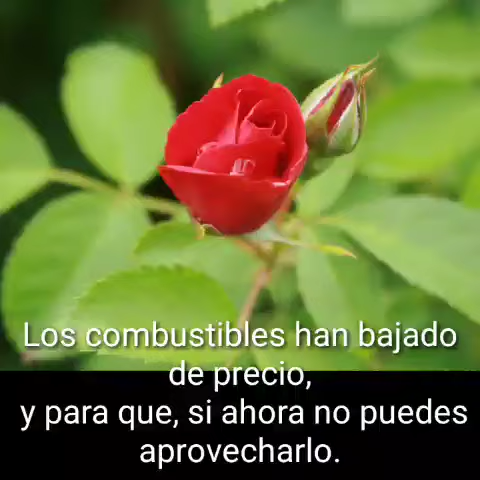 Los combustibles han bajado
de precio,
y para que, si ahora no puedes
aprovecharlo.